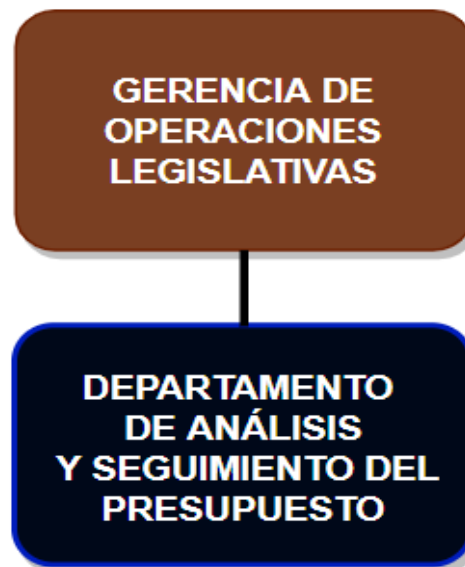 GERENCIA DE
OPERACIONES
LEGISLATIVAS
DEPARTAMENTO
DE ANÁLISIS
Y SEGUIMIENTO DEL
PRESUPUESTO